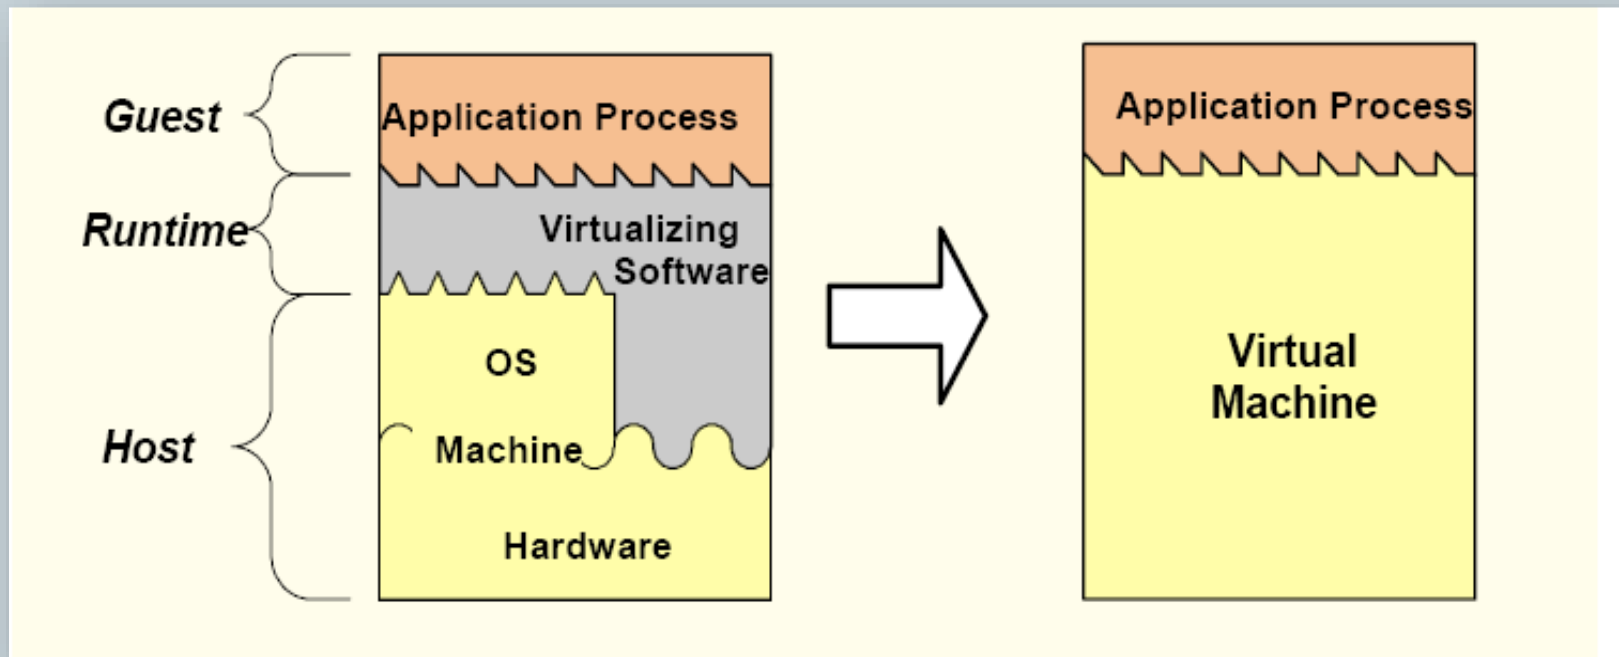 Guest
Runtime
Host
Application Process
Virtualizing
Software
OS
Machine
Hardware
Application Process
Virtual
Machine